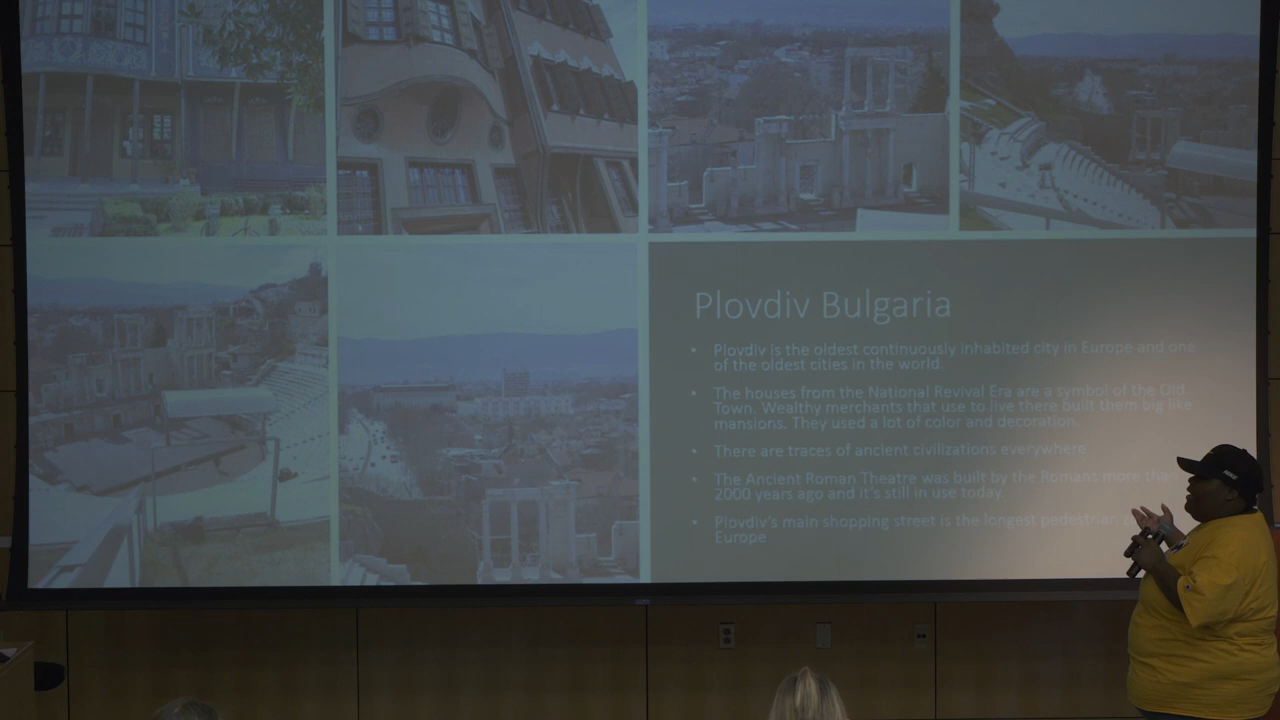 Plovdiv Bulgaria
• Plovdiv is the oldest continuously inhabited city in Europe and one
of the oldest cities in the world.
• The houses from the National Revival Era are a symbol of the Old
Town. Wealthy merchants that use to live there built them big like
mansions. They used a lot of color and decoration.
• There are traces of ancient civilizations everywhere
• The Ancient Roman Theatre was built by the Romans more
2000 years ago and it's still in use today
• Plovdiv's main shopping street is the longest pedestrian
Europe